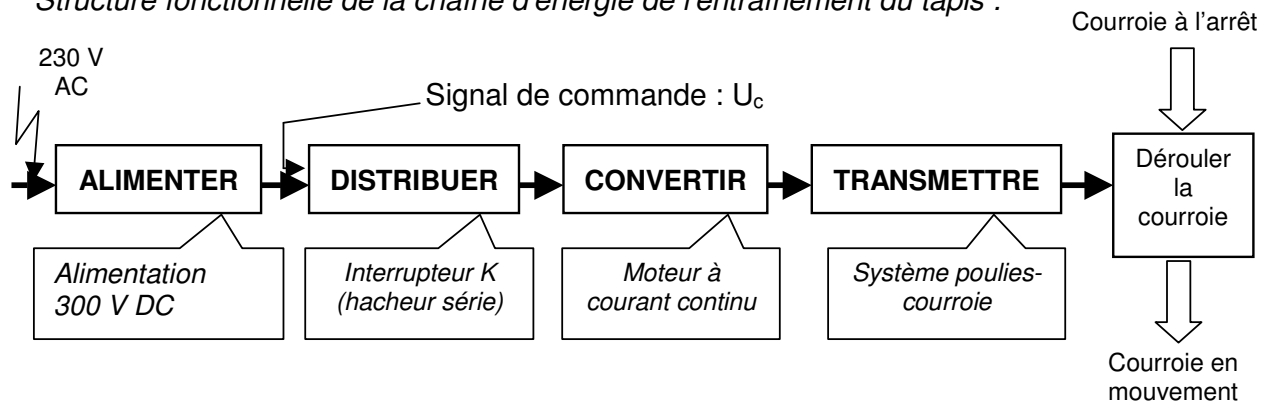 Structure fonctionnelle de la chaîne d'énergie de l'entraînement du tapis :
Courroie à l'arrêt
230 V
AC
Signal de commande : Uc
ALIMENTER
DISTRIBUER
CONVERTIR
TRANSMETTRE
Dérouler
la
courroie
Alimentation
300 V DC
Interrupteur K
(hacheur série)
Moteur à
courant continu
Système poulies-
courroie
Courroie en
mouvement